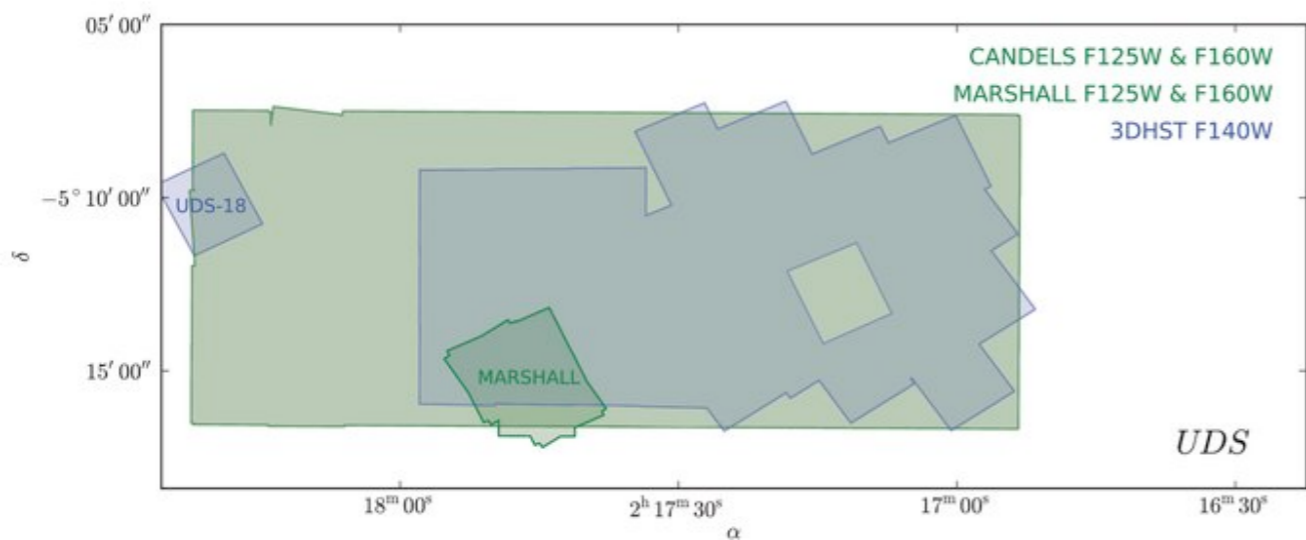 05′ 00″
CANDELS F125W & F160W
MARSHALL F125W & F160W
3DHST F140W
−5° 10′ 00″
UDS-18
δ
15′ 00″
MARSHALL
UDS
18ᵐ 00ˢ
2ʰ 17ᵐ 30ˢ
17ᵐ 00ˢ
16ᵐ 30ˢ
α